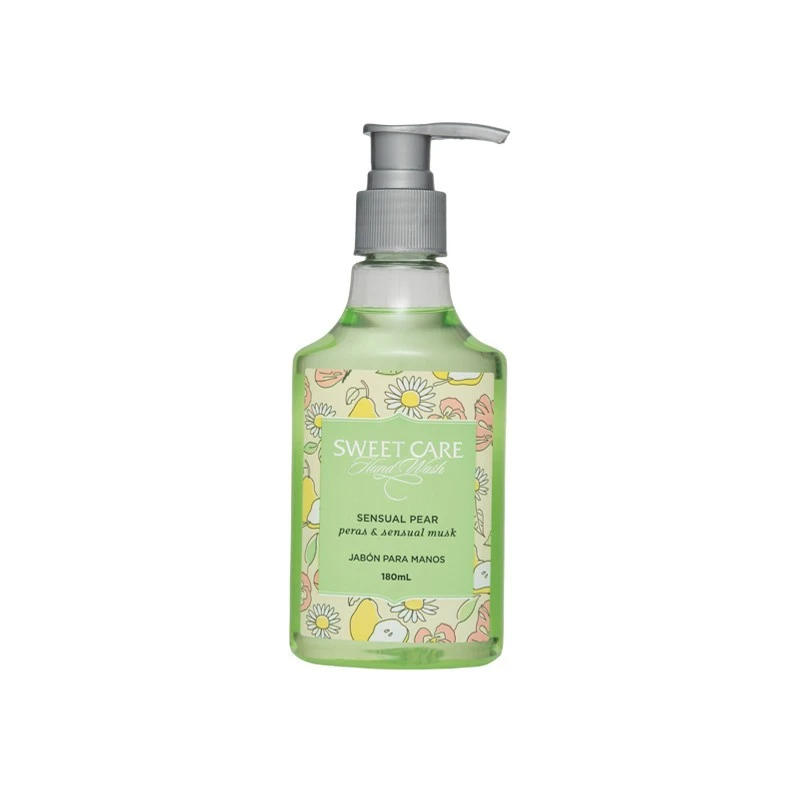 SWEET CARE
Hand Wash
SENSUAL PEAR
peras & sensual musk
JABÓN PARA MANOS
180mL